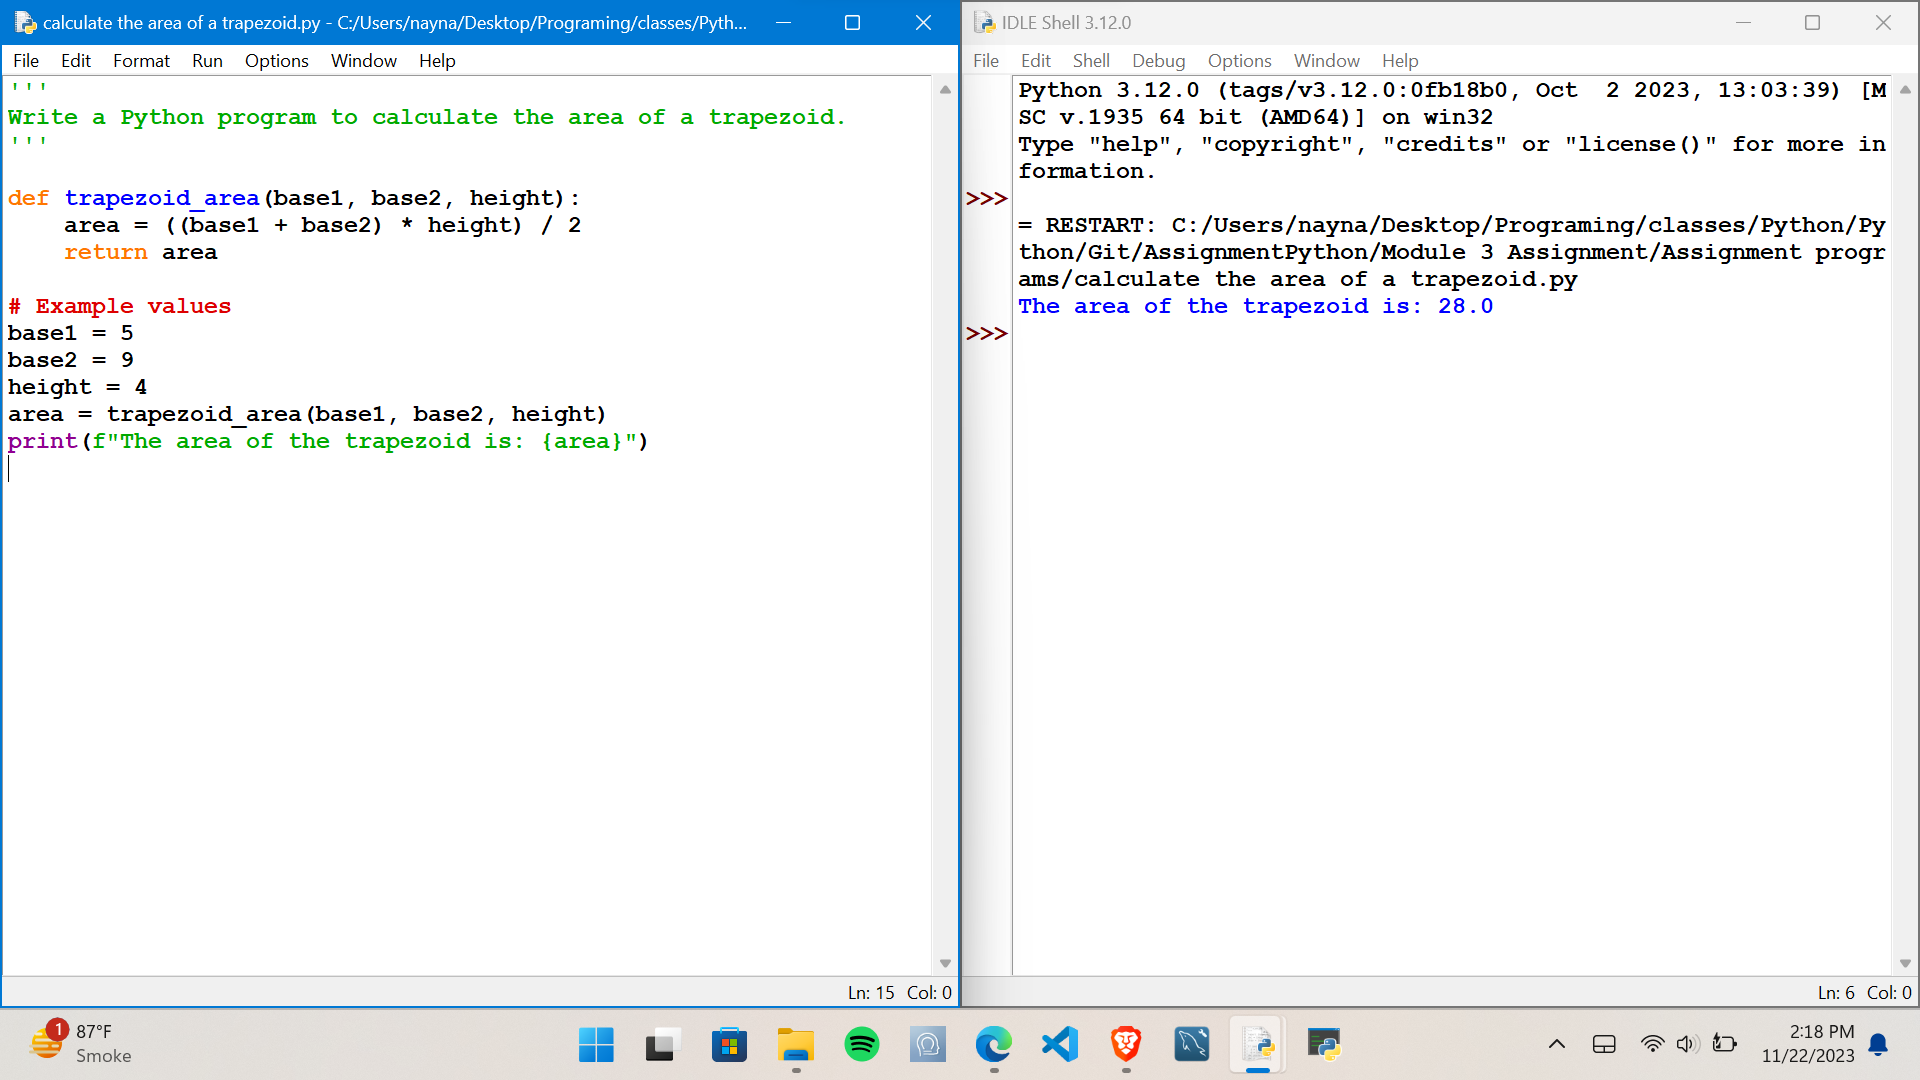 calculate the area of a trapezoid.py - C:/Users/nayna/Desktop/Programing/classes/Pyth...
File Edit Format Run Options Window Help
'''
Write a Python program to calculate the area of a trapezoid.
'''
def trapezoid_area(base1, base2, height):
    area = ((base1 + base2) * height) / 2
    return area
# Example values
base1 = 5
base2 = 9
height = 4
area = trapezoid_area(base1, base2, height)
print(f"The area of the trapezoid is: {area}")
Ln: 15 Col: 0
IDLE Shell 3.12.0
File Edit Shell Debug Options Window Help
Python 3.12.0 (tags/v3.12.0:0fb18b0, Oct  2 2023, 13:03:39) [M
SC v.1935 64 bit (AMD64)] on win32
Type "help", "copyright", "credits" or "license()" for more in
formation.
>>>
= RESTART: C:/Users/nayna/Desktop/Programing/classes/Python/Py
thon/Git/AssignmentPython/Module 3 Assignment/Assignment progr
ams/calculate the area of a trapezoid.py
The area of the trapezoid is: 28.0
>>>
Ln: 6 Col: 0
1
87°F
Smoke
2:18 PM
11/22/2023